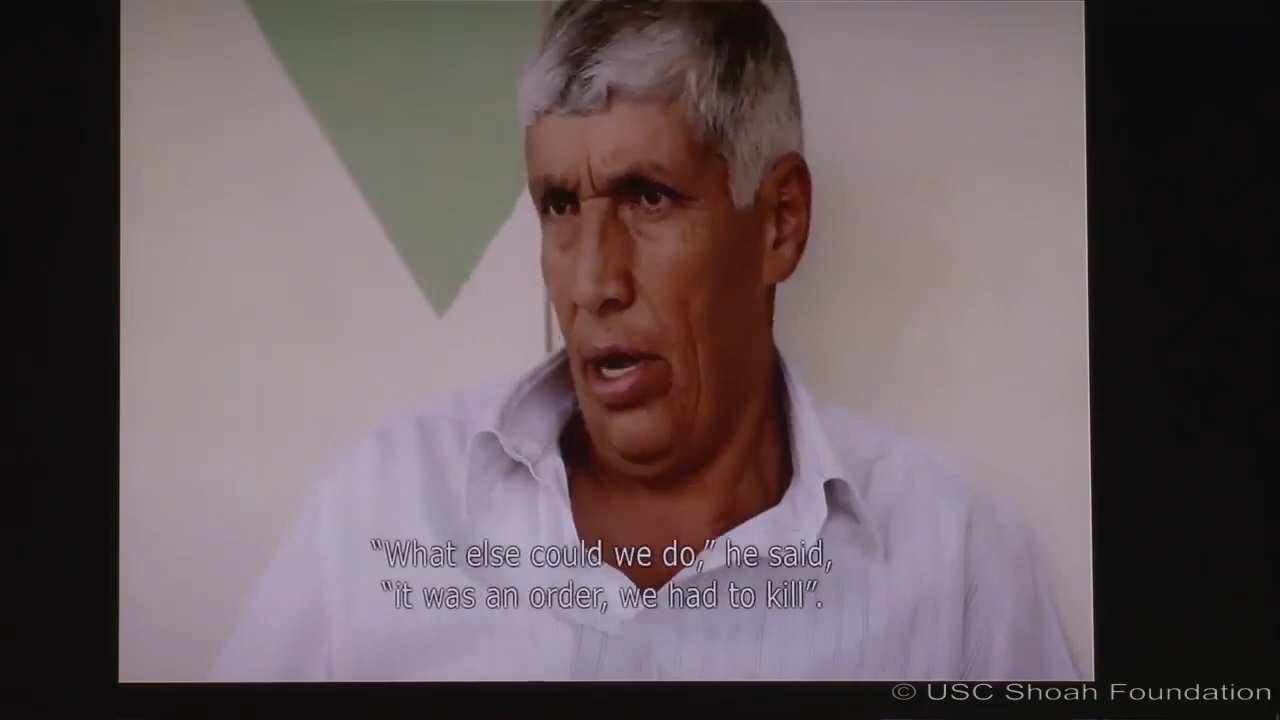 “What else could we do,” he said,
“it was an order, we had to kill”.
© USC Shoah Foundation